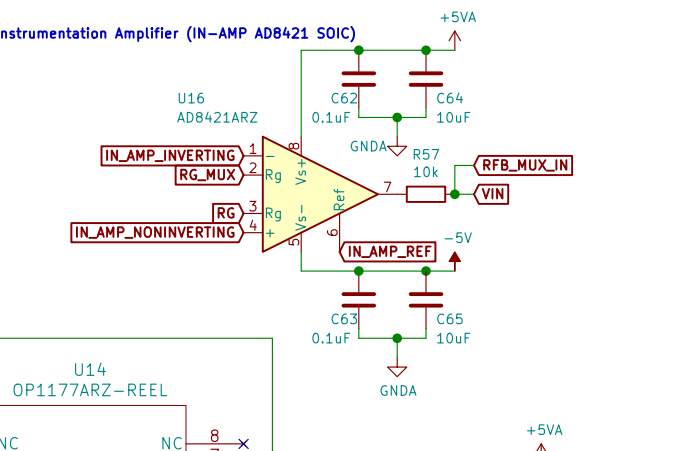 +5VA
nstrumentation Amplifier (IN-AMP AD8421 SOIC)
U16
AD8421ARZ
C62
0.1uF
C64
10uF
GNDA
8
Vs+
IN_AMP_INVERTING
1
-
RG_MUX
2
Rg
RG
3
Rg
IN_AMP_NONINVERTING
4
+
Vs-
5
Ref
6
7
R57
10k
RFB_MUX_IN
VIN
IN_AMP_REF
-5V
C63
0.1uF
C65
10uF
GNDA
U14
OP1177ARZ-REEL
NC
NC
8
+5VA